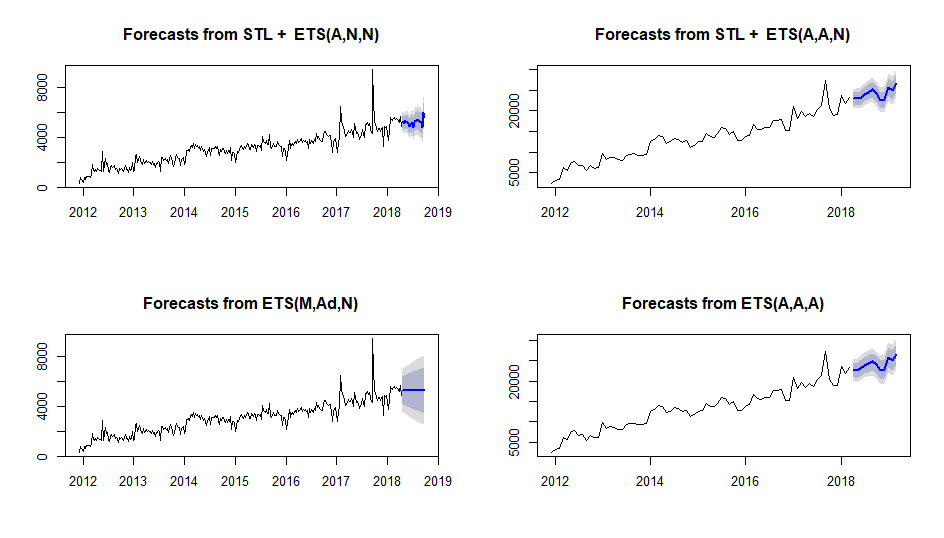 Forecasts from STL +  ETS(A,N,N)
8000
4000
0
2012 2013 2014 2015 2016 2017 2018 2019
Forecasts from STL +  ETS(A,A,N)
20000
5000
2012 2014 2016 2018
Forecasts from ETS(M,Ad,N)
8000
4000
0
2012 2013 2014 2015 2016 2017 2018 2019
Forecasts from ETS(A,A,A)
20000
5000
2012 2014 2016 2018